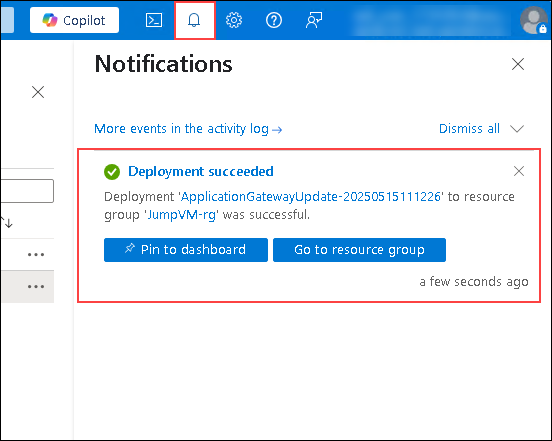 Copilot
Notifications
More events in the activity log →
Dismiss all
Deployment succeeded
Deployment 'ApplicationGatewayUpdate-20250515111226' to resource
group 'JumpVM-rg' was successful.
Pin to dashboard
Go to resource group
a few seconds ago